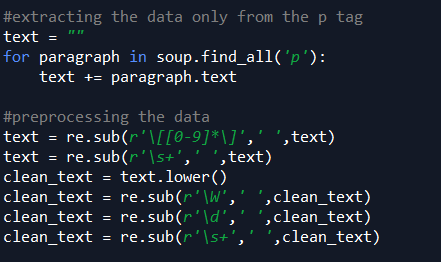 #extracting the data only from the p tag
text = ""
for paragraph in soup.find_all('p'):
    text += paragraph.text

#preprocessing the data
text = re.sub(r'\[[0-9]*\]',' ',text)
text = re.sub(r'\s+',' ',text)
clean_text = text.lower()
clean_text = re.sub(r'\W',' ',clean_text)
clean_text = re.sub(r'\d',' ',clean_text)
clean_text = re.sub(r'\s+',' ',clean_text)